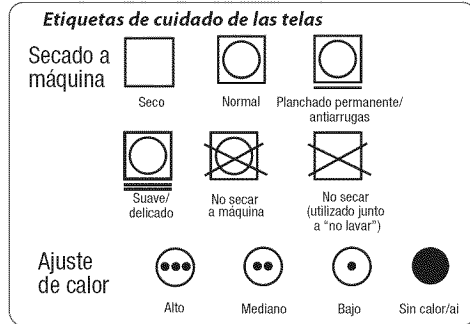 Etiquetas de cuidado de las telas
Secado a
máquina
Seco
Normal
Planchado permanente/
antiarrugas
Suave/
delicado
No secar
a máquina
No secar
(utilizado junto
a “no lavar”)
Ajuste
de calor
Alto
Mediano
Bajo
Sin calor/ai